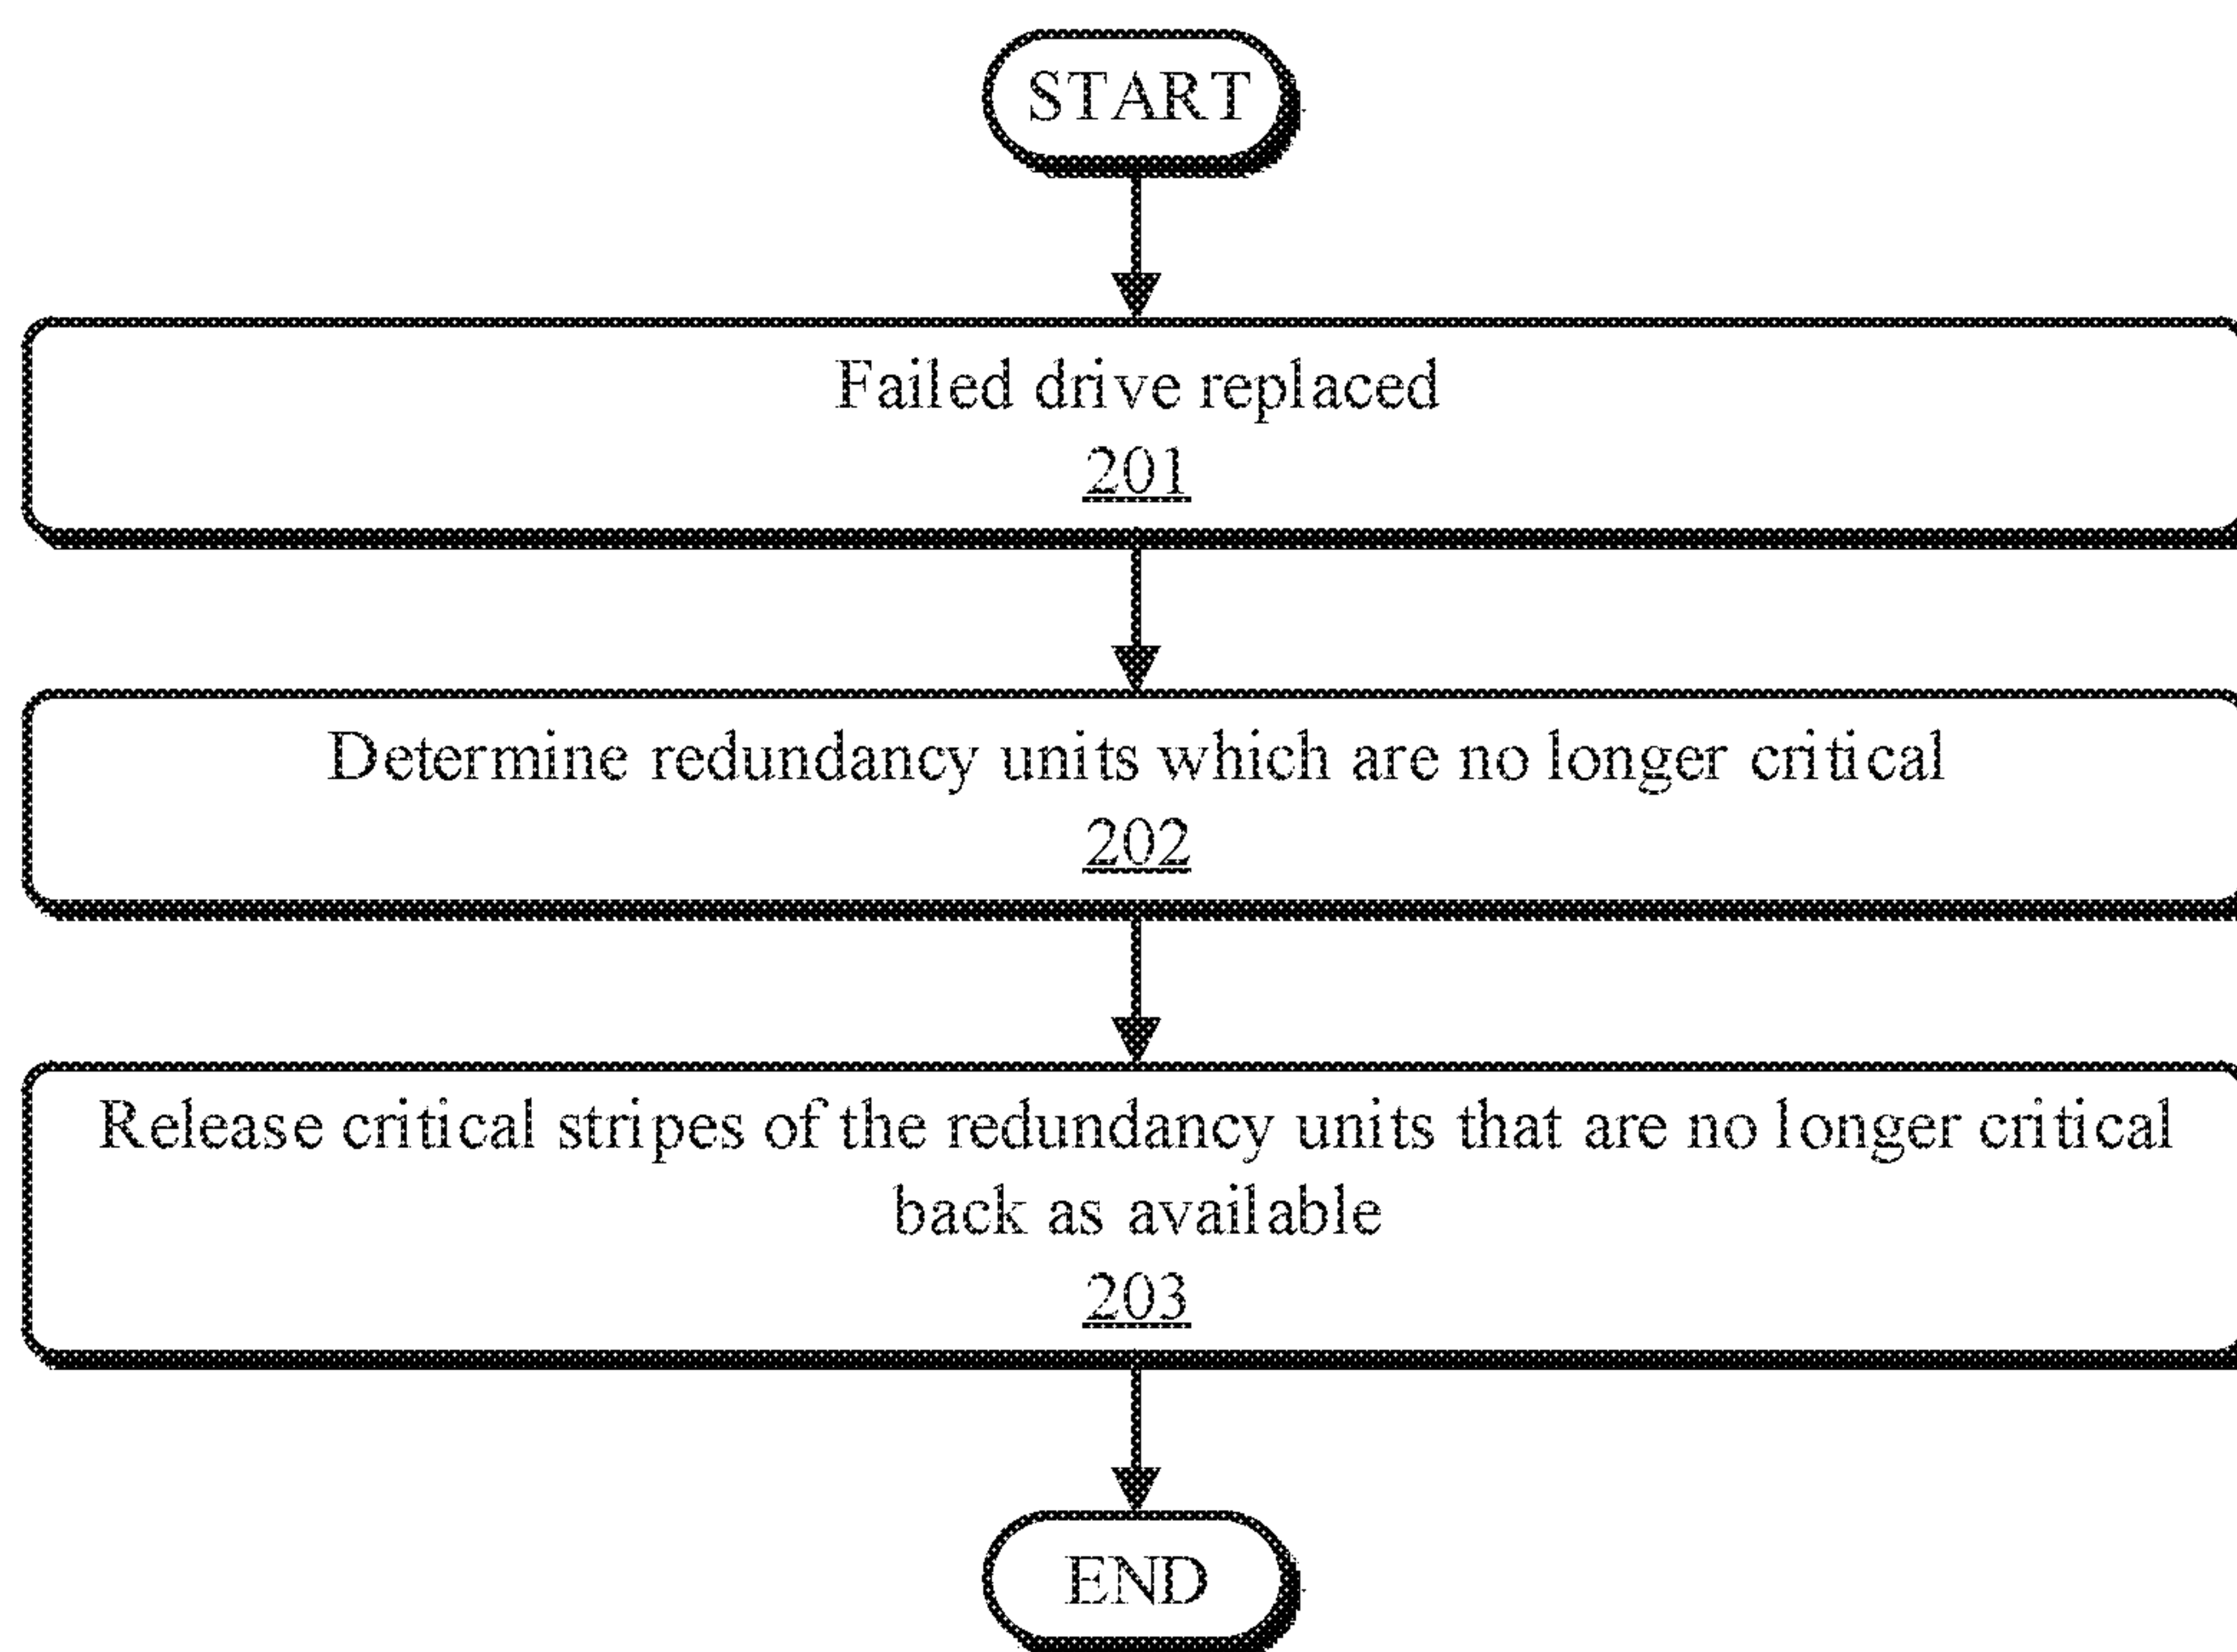 START
Failed drive replaced
201
Determine redundancy units which are no longer critical
202
Release critical stripes of the redundancy units that are no longer critical
back as available
203
END